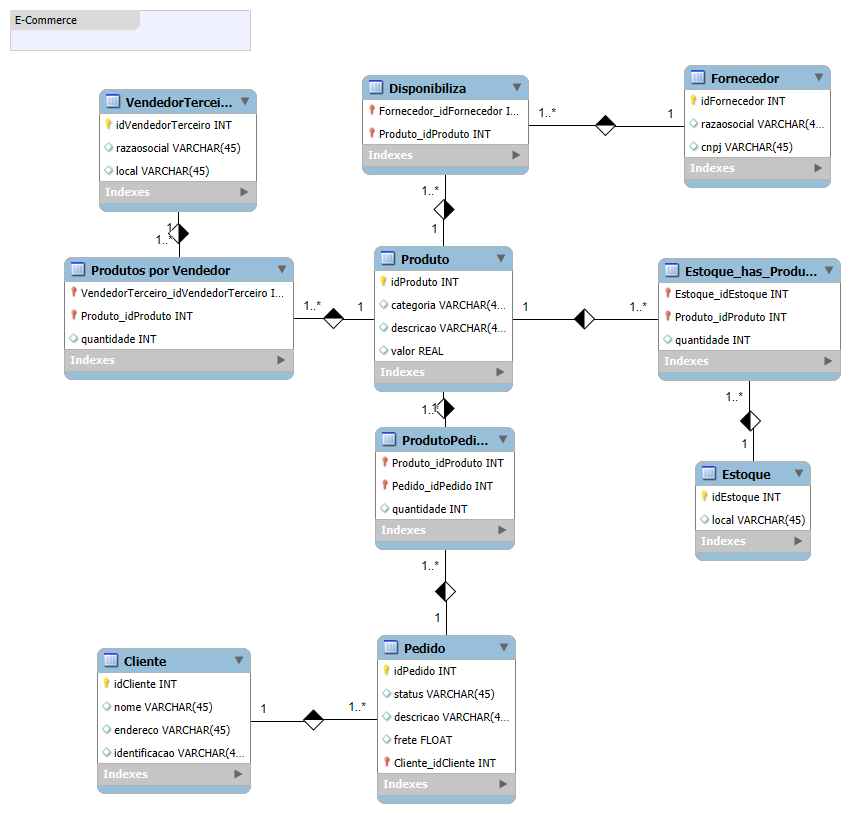 E-Commerce
VendedorTercei...
idVendedorTerceiro INT
razaosocial VARCHAR(45)
local VARCHAR(45)
Indexes
Disponibiliza
Fornecedor_idFornecedor I...
Produto_idProduto INT
Indexes
Fornecedor
idFornecedor INT
razaosocial VARCHAR(4...
cnpj VARCHAR(45)
Indexes
1..*
1
1
1..*
1..*
1
Produtos por Vendedor
VendedorTerceiro_idVendedorTerceiro I...
Produto_idProduto INT
quantidade INT
Indexes
1..*
1
Produto
idProduto INT
categoria VARCHAR(4...
descricao VARCHAR(4...
valor REAL
Indexes
1
1..*
Estoque_has_Produ...
Estoque_idEstoque INT
Produto_idProduto INT
quantidade INT
Indexes
1..*
1
1..*
1
ProdutoPedi...
Produto_idProduto INT
Pedido_idPedido INT
quantidade INT
Indexes
Estoque
idEstoque INT
local VARCHAR(45)
Indexes
1..*
1
Cliente
idCliente INT
nome VARCHAR(45)
endereco VARCHAR(45)
identificacao VARCHAR(4...
Indexes
1
1..*
Pedido
idPedido INT
status VARCHAR(45)
descricao VARCHAR(4...
frete FLOAT
Cliente_idCliente INT
Indexes